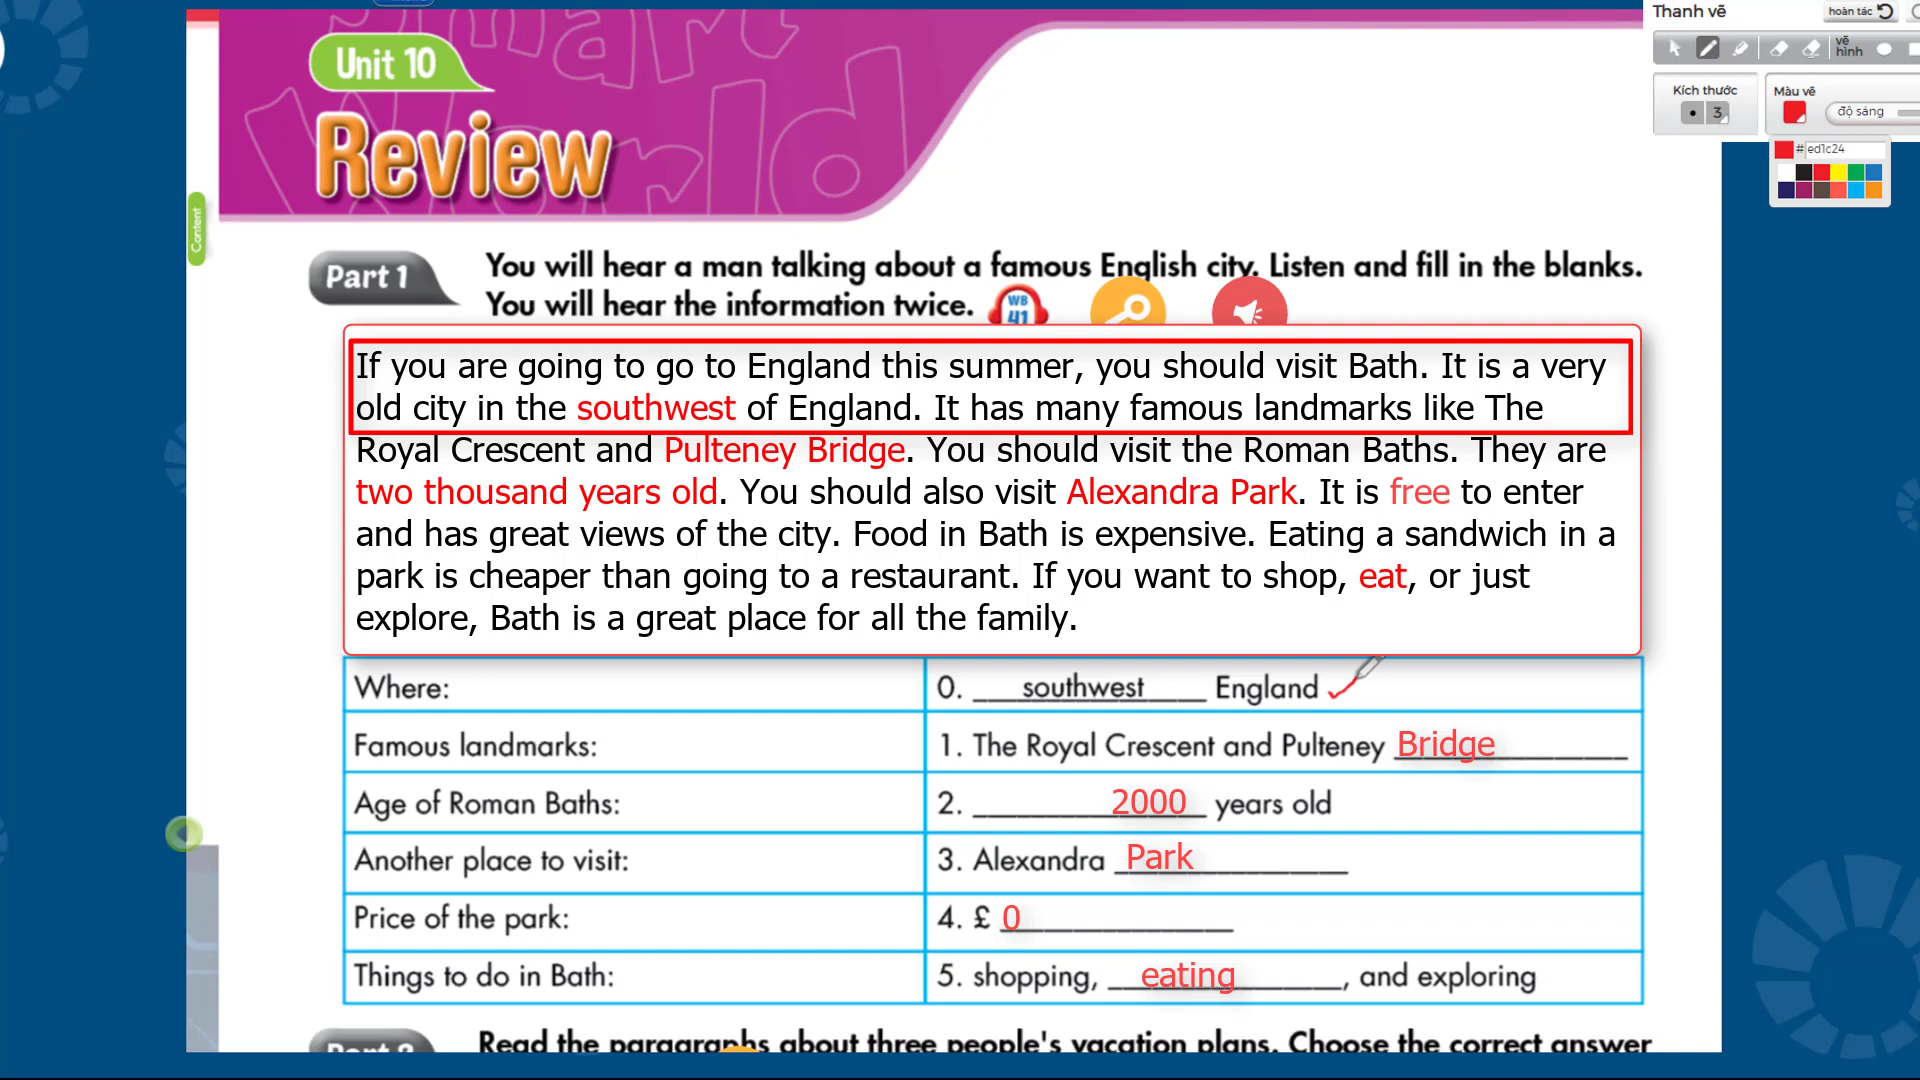 Smart World
Unit 10
Review
Thanh vẽ
hoàn tác
vẽ hình
Kích thước
3
Màu vẽ
độ sáng
# ed1c24
Content
Part 1
You will hear a man talking about a famous English city. Listen and fill in the blanks.
You will hear the information twice.
WB 41
If you are going to go to England this summer, you should visit Bath. It is a very
old city in the southwest of England. It has many famous landmarks like The
Royal Crescent and Pulteney Bridge. You should visit the Roman Baths. They are
two thousand years old. You should also visit Alexandra Park. It is free to enter
and has great views of the city. Food in Bath is expensive. Eating a sandwich in a
park is cheaper than going to a restaurant. If you want to shop, eat, or just
explore, Bath is a great place for all the family.
Where: 0. southwest England
Famous landmarks: 1. The Royal Crescent and Pulteney Bridge
Age of Roman Baths: 2. 2000 years old
Another place to visit: 3. Alexandra Park
Price of the park: 4. £ 0
Things to do in Bath: 5. shopping, eating, and exploring
Part 2
Read the paragraphs about three people's vacation plans. Choose the correct answer